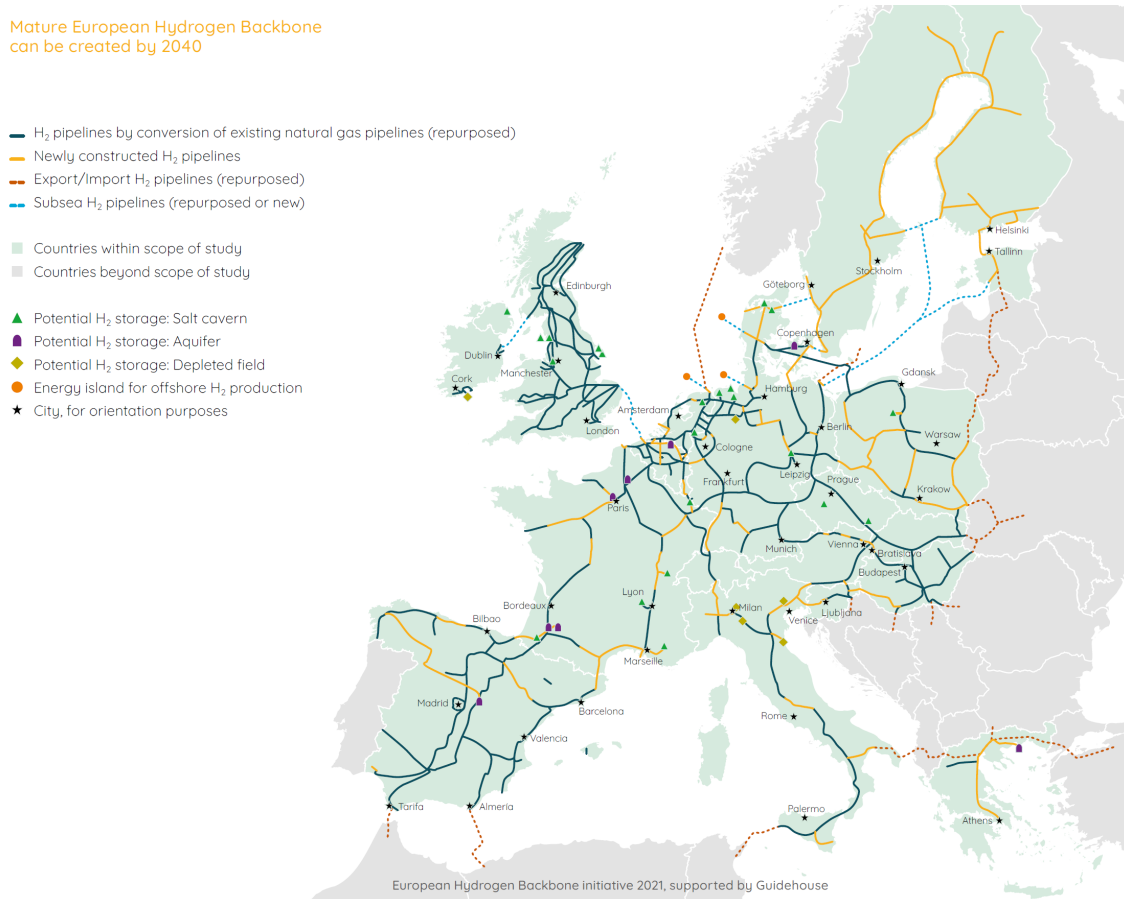 Mature European Hydrogen Backbone
can be created by 2040
H₂ pipelines by conversion of existing natural gas pipelines (repurposed)
Newly constructed H₂ pipelines
Export/Import H₂ pipelines (repurposed)
Subsea H₂ pipelines (repurposed or new)
Countries within scope of study
Countries beyond scope of study
Potential H₂ storage: Salt cavern
Potential H₂ storage: Aquifer
Potential H₂ storage: Depleted field
Energy island for offshore H₂ production
City, for orientation purposes
Helsinki
Tallinn
Stockholm
Göteborg
Edinburgh
Copenhagen
Dublin
Manchester
Cork
Gdansk
Hamburg
Amsterdam
London
Berlin
Warsaw
Cologne
Leipzig
Frankfurt
Prague
Krakow
Paris
Munich
Vienna
Bratislava
Budapest
Lyon
Bordeaux
Milan
Venice
Ljubljana
Bilbao
Marseille
Madrid
Barcelona
Rome
Valencia
Tarifa
Almería
Palermo
Athens
European Hydrogen Backbone initiative 2021, supported by Guidehouse